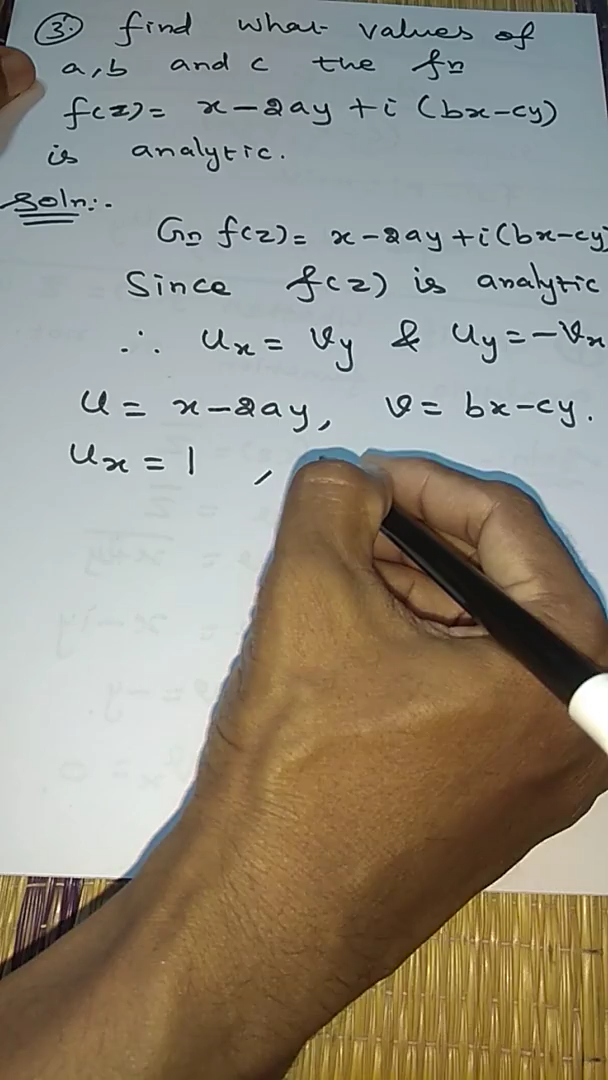 ③. find what values of
a,b and c the fn
f(z)= x-2ay +i (bx-cy)
is analytic.
Soln:.
Gn f(z)= x-2ay+i(bx-cy)
Since f(z) is analytic
∴ ux = vy & uy=-vx
u = x-2ay, v= bx-cy.
ux = 1 ,